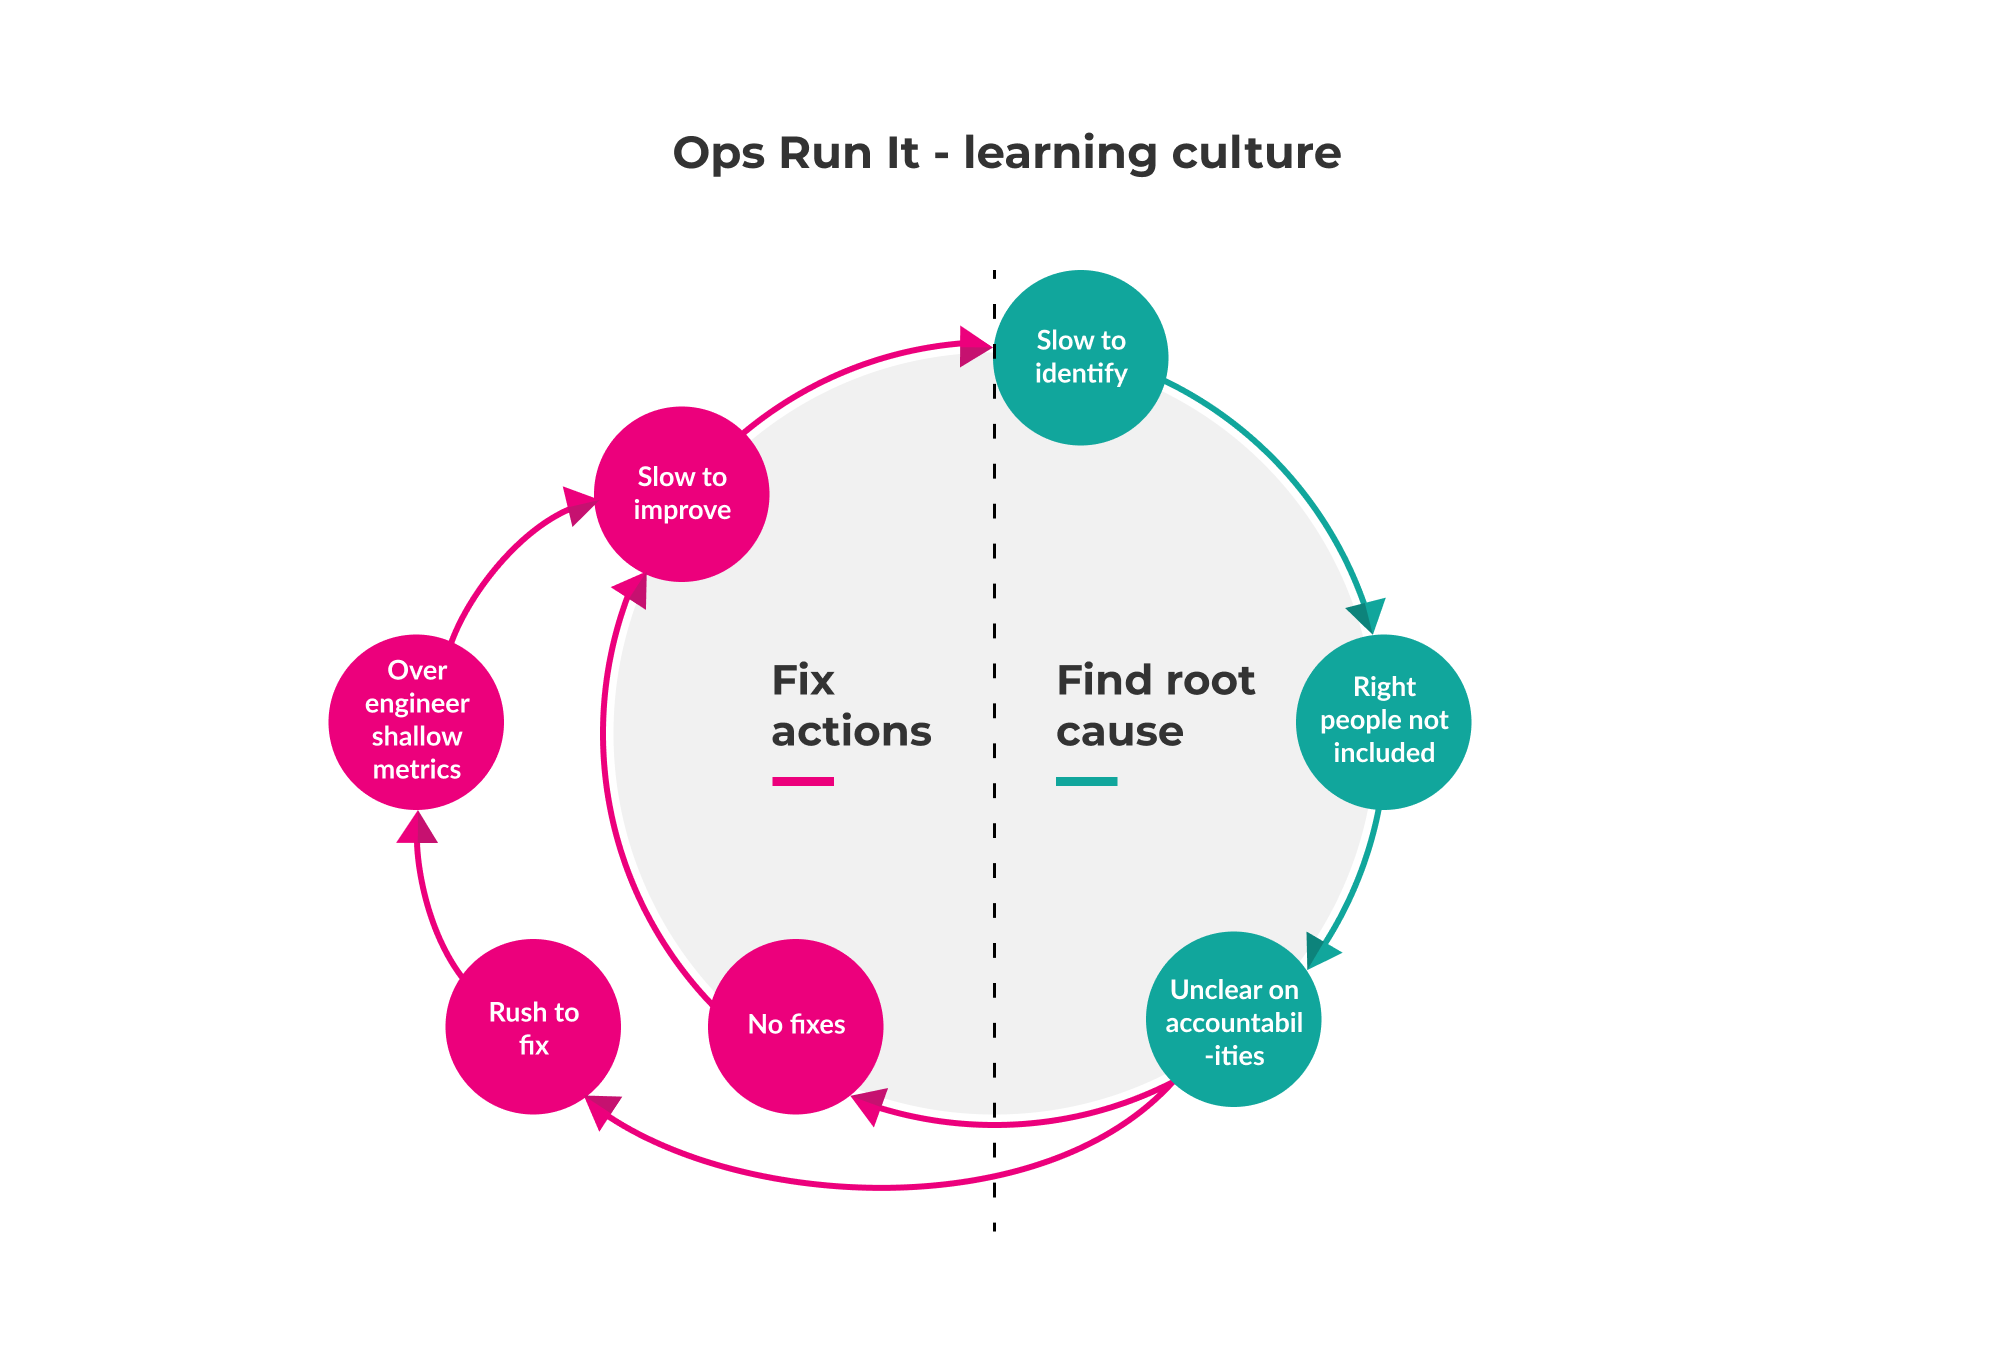 Ops Run It - learning culture
Slow to
identify
Right
people not
included
Unclear on
accountabil
-ities
Find root
cause
Fix
actions
No fixes
Rush to
fix
Over
engineer
shallow
metrics
Slow to
improve